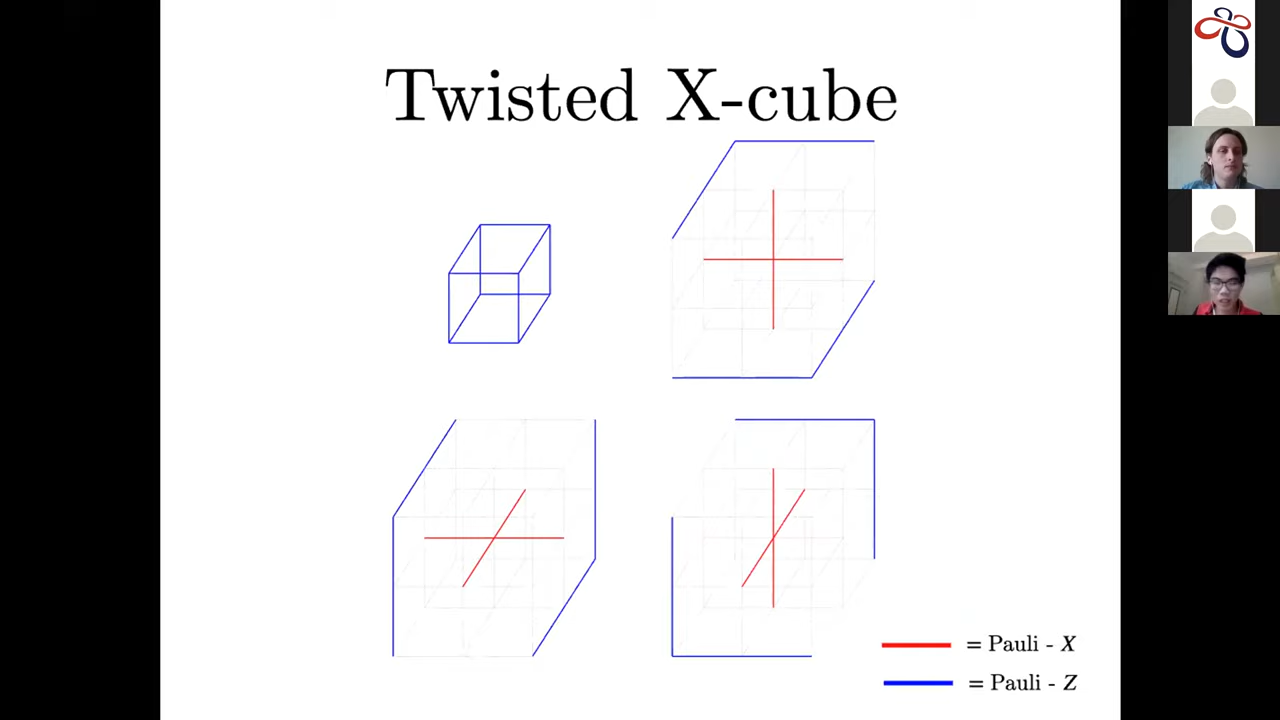 Twisted X-cube
= Pauli - X
= Pauli - Z